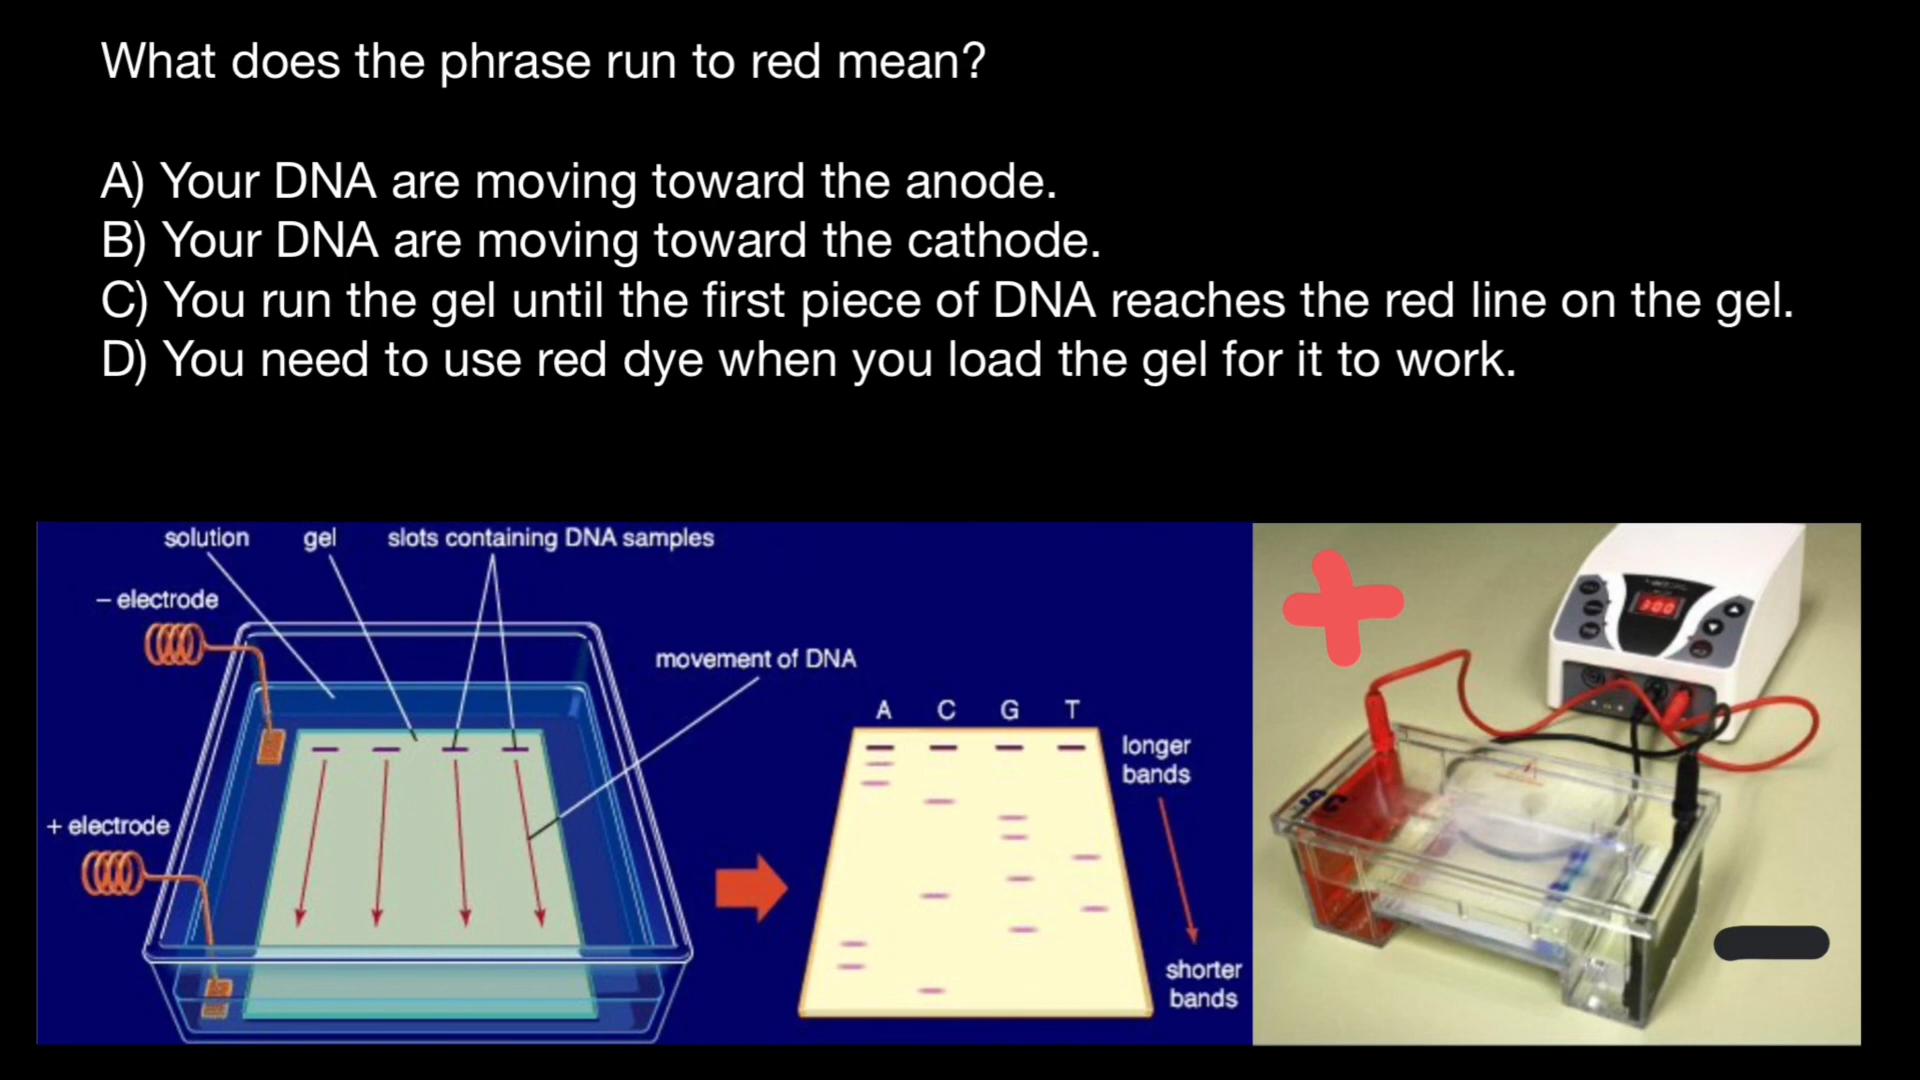 What does the phrase run to red mean?
A) Your DNA are moving toward the anode.
B) Your DNA are moving toward the cathode.
C) You run the gel until the first piece of DNA reaches the red line on the gel.
D) You need to use red dye when you load the gel for it to work.
solution gel slots containing DNA samples
– electrode
movement of DNA
+ electrode
A C G T
longer
bands
shorter
bands